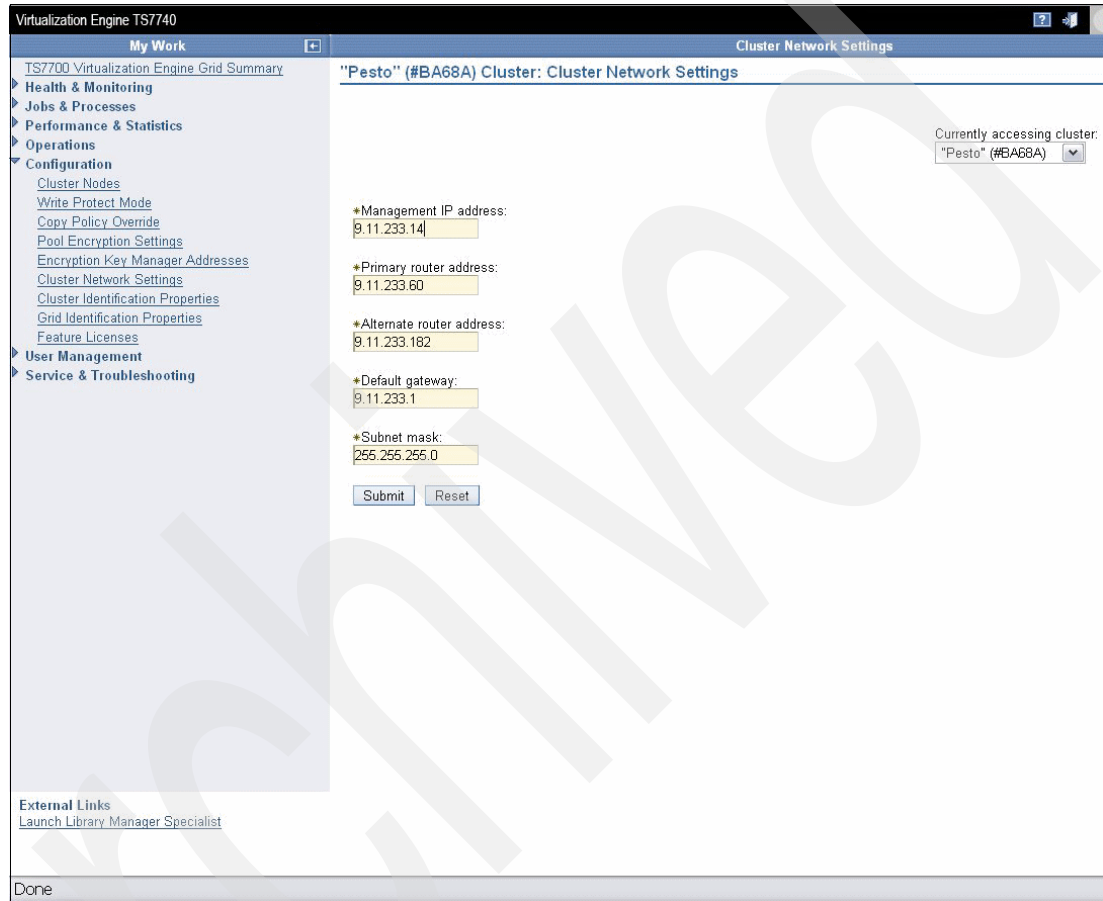 Virtualization Engine TS7740
?
My Work
Cluster Network Settings
TS7700 Virtualization Engine Grid Summary
Health & Monitoring
Jobs & Processes
Performance & Statistics
Operations
Configuration
Cluster Nodes
Write Protect Mode
Copy Policy Override
Pool Encryption Settings
Encryption Key Manager Addresses
Cluster Network Settings
Cluster Identification Properties
Grid Identification Properties
Feature Licenses
User Management
Service & Troubleshooting
External Links
Launch Library Manager Specialist
"Pesto" (#BA68A) Cluster: Cluster Network Settings
Currently accessing cluster:
"Pesto" (#BA68A)
*Management IP address:
9.11.233.14
*Primary router address:
9.11.233.60
*Alternate router address:
9.11.233.182
*Default gateway:
9.11.233.1
*Subnet mask:
255.255.255.0
Submit Reset
Done
rchived